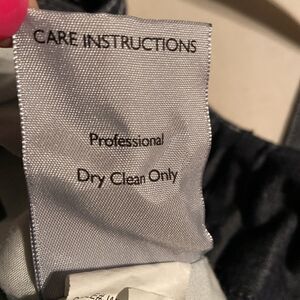 CARE INSTRUCTIONS
Professional
Dry Clean Only